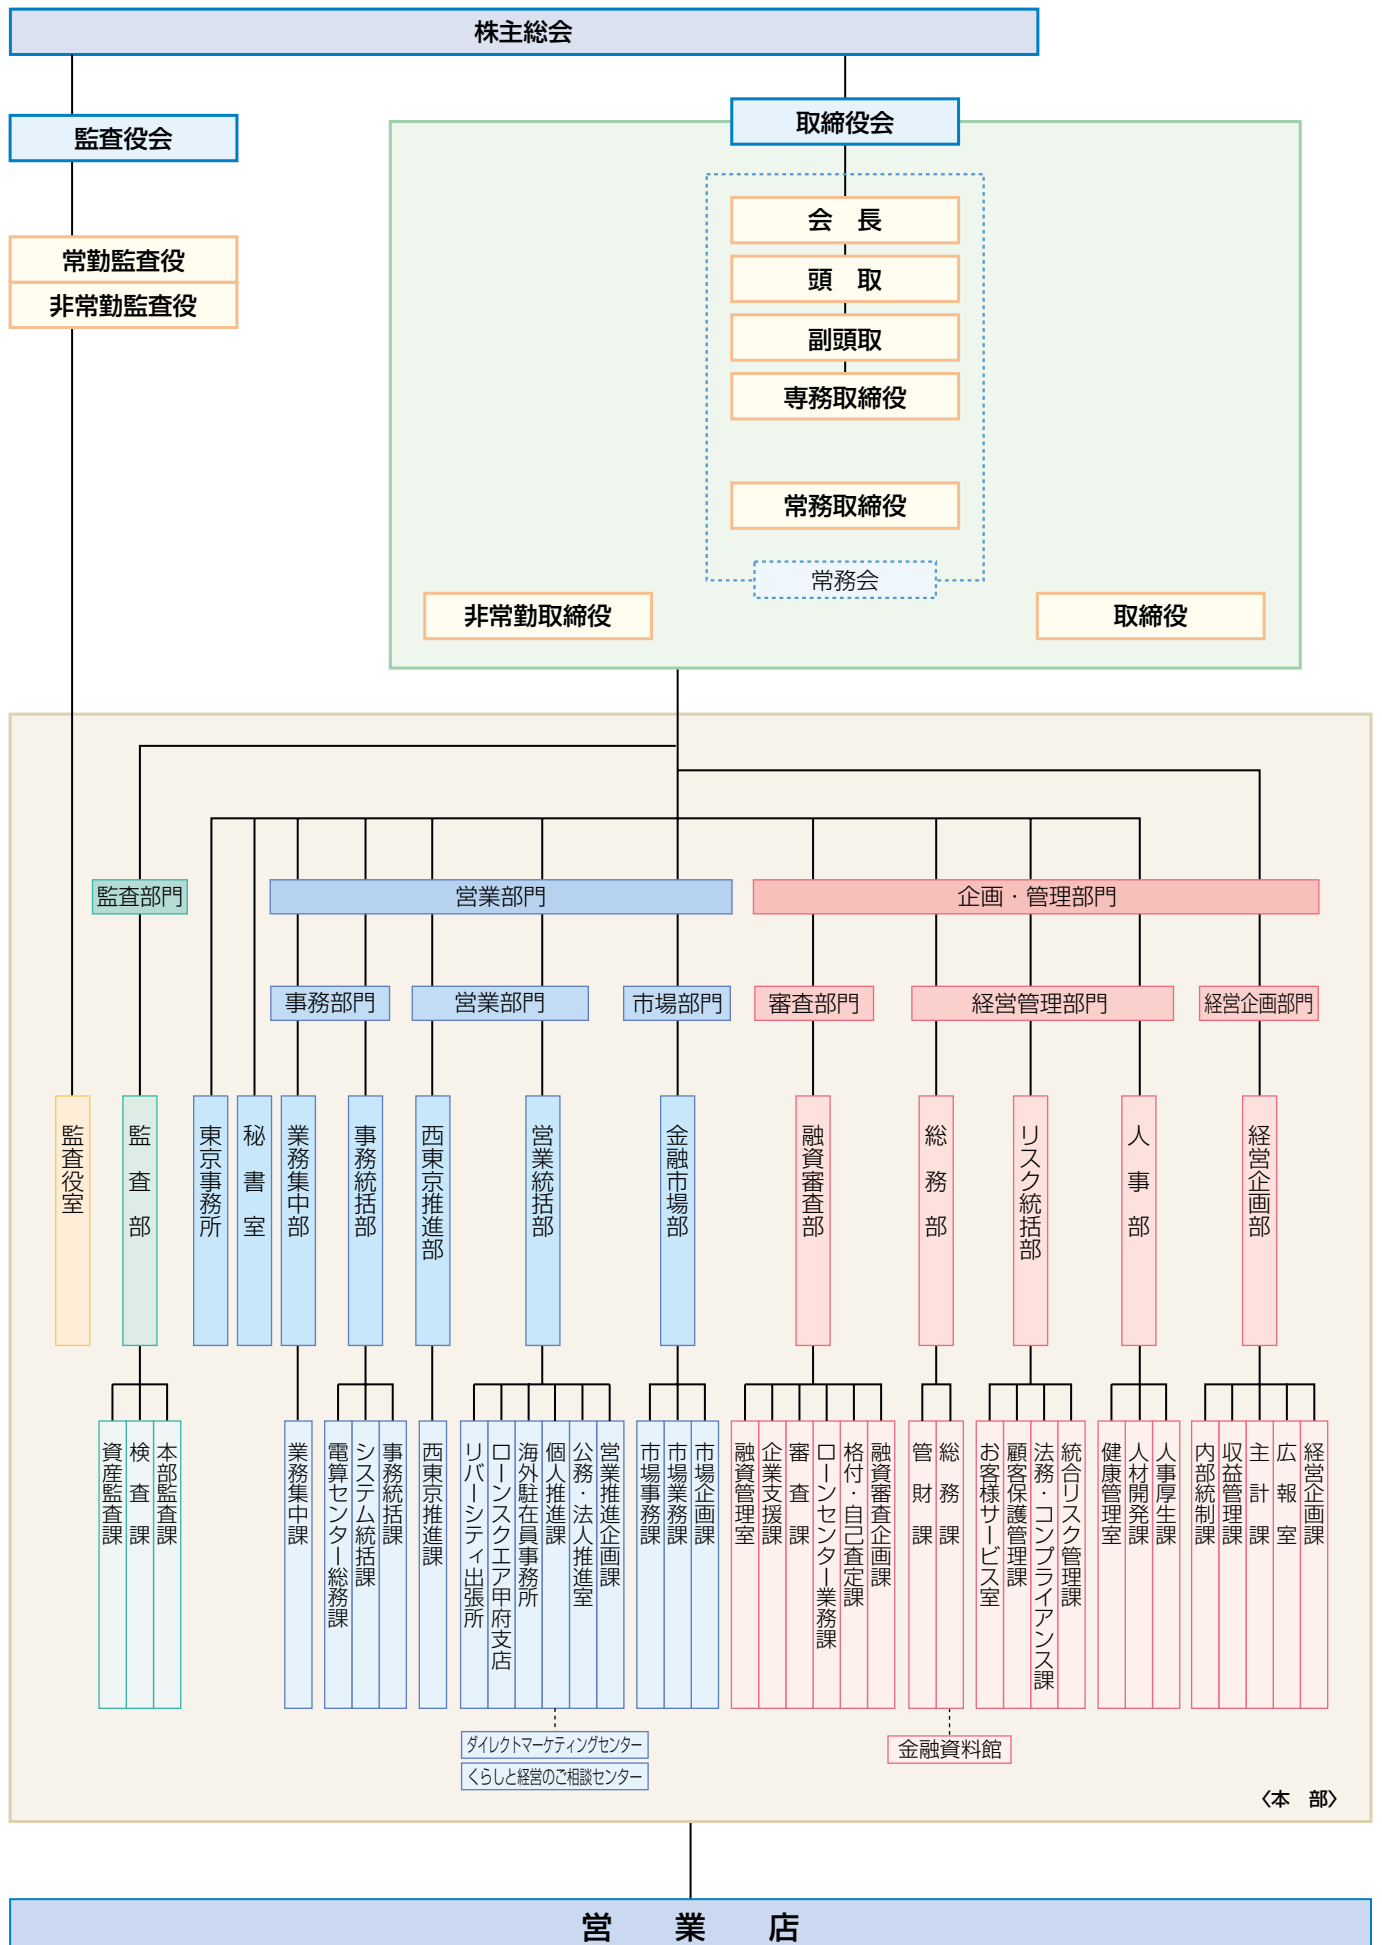 株主総会
監査役会
取締役会
会　長
頭　取
副頭取
専務取締役
常務取締役
常務会
常勤監査役
非常勤監査役
非常勤取締役
取締役
監査部門
営業部門
企画・管理部門
事務部門
営業部門
市場部門
審査部門
経営管理部門
経営企画部門
監査役室
監　査　部
東京事務所
秘　書　室
業務集中部
事務統括部
西東京推進部
営業統括部
金融市場部
融資審査部
総　務　部
リスク統括部
人　事　部
経営企画部
資産監査課
検　査　課
本部監査課
業務集中課
電算センター総務課
システム統括課
事務統括課
西東京推進課
リバーシティ出張所
ローンスクエア甲府支店
海外駐在員事務所
個人推進課
公務・法人推進室
営業推進企画課
市場事務課
市場業務課
市場企画課
融資管理室
企業支援課
審　査　課
ローンセンター業務課
格付・自己査定課
融資審査企画課
管　財　課
総　務　課
お客様サービス室
顧客保護管理課
法務・コンプライアンス課
統合リスク管理課
健康管理室
人材開発課
人事厚生課
内部統制課
収益管理課
主　計　課
広　報　室
経営企画課
ダイレクトマーケティングセンター
くらしと経営のご相談センター
金融資料館
〈本　部〉
営　業　店